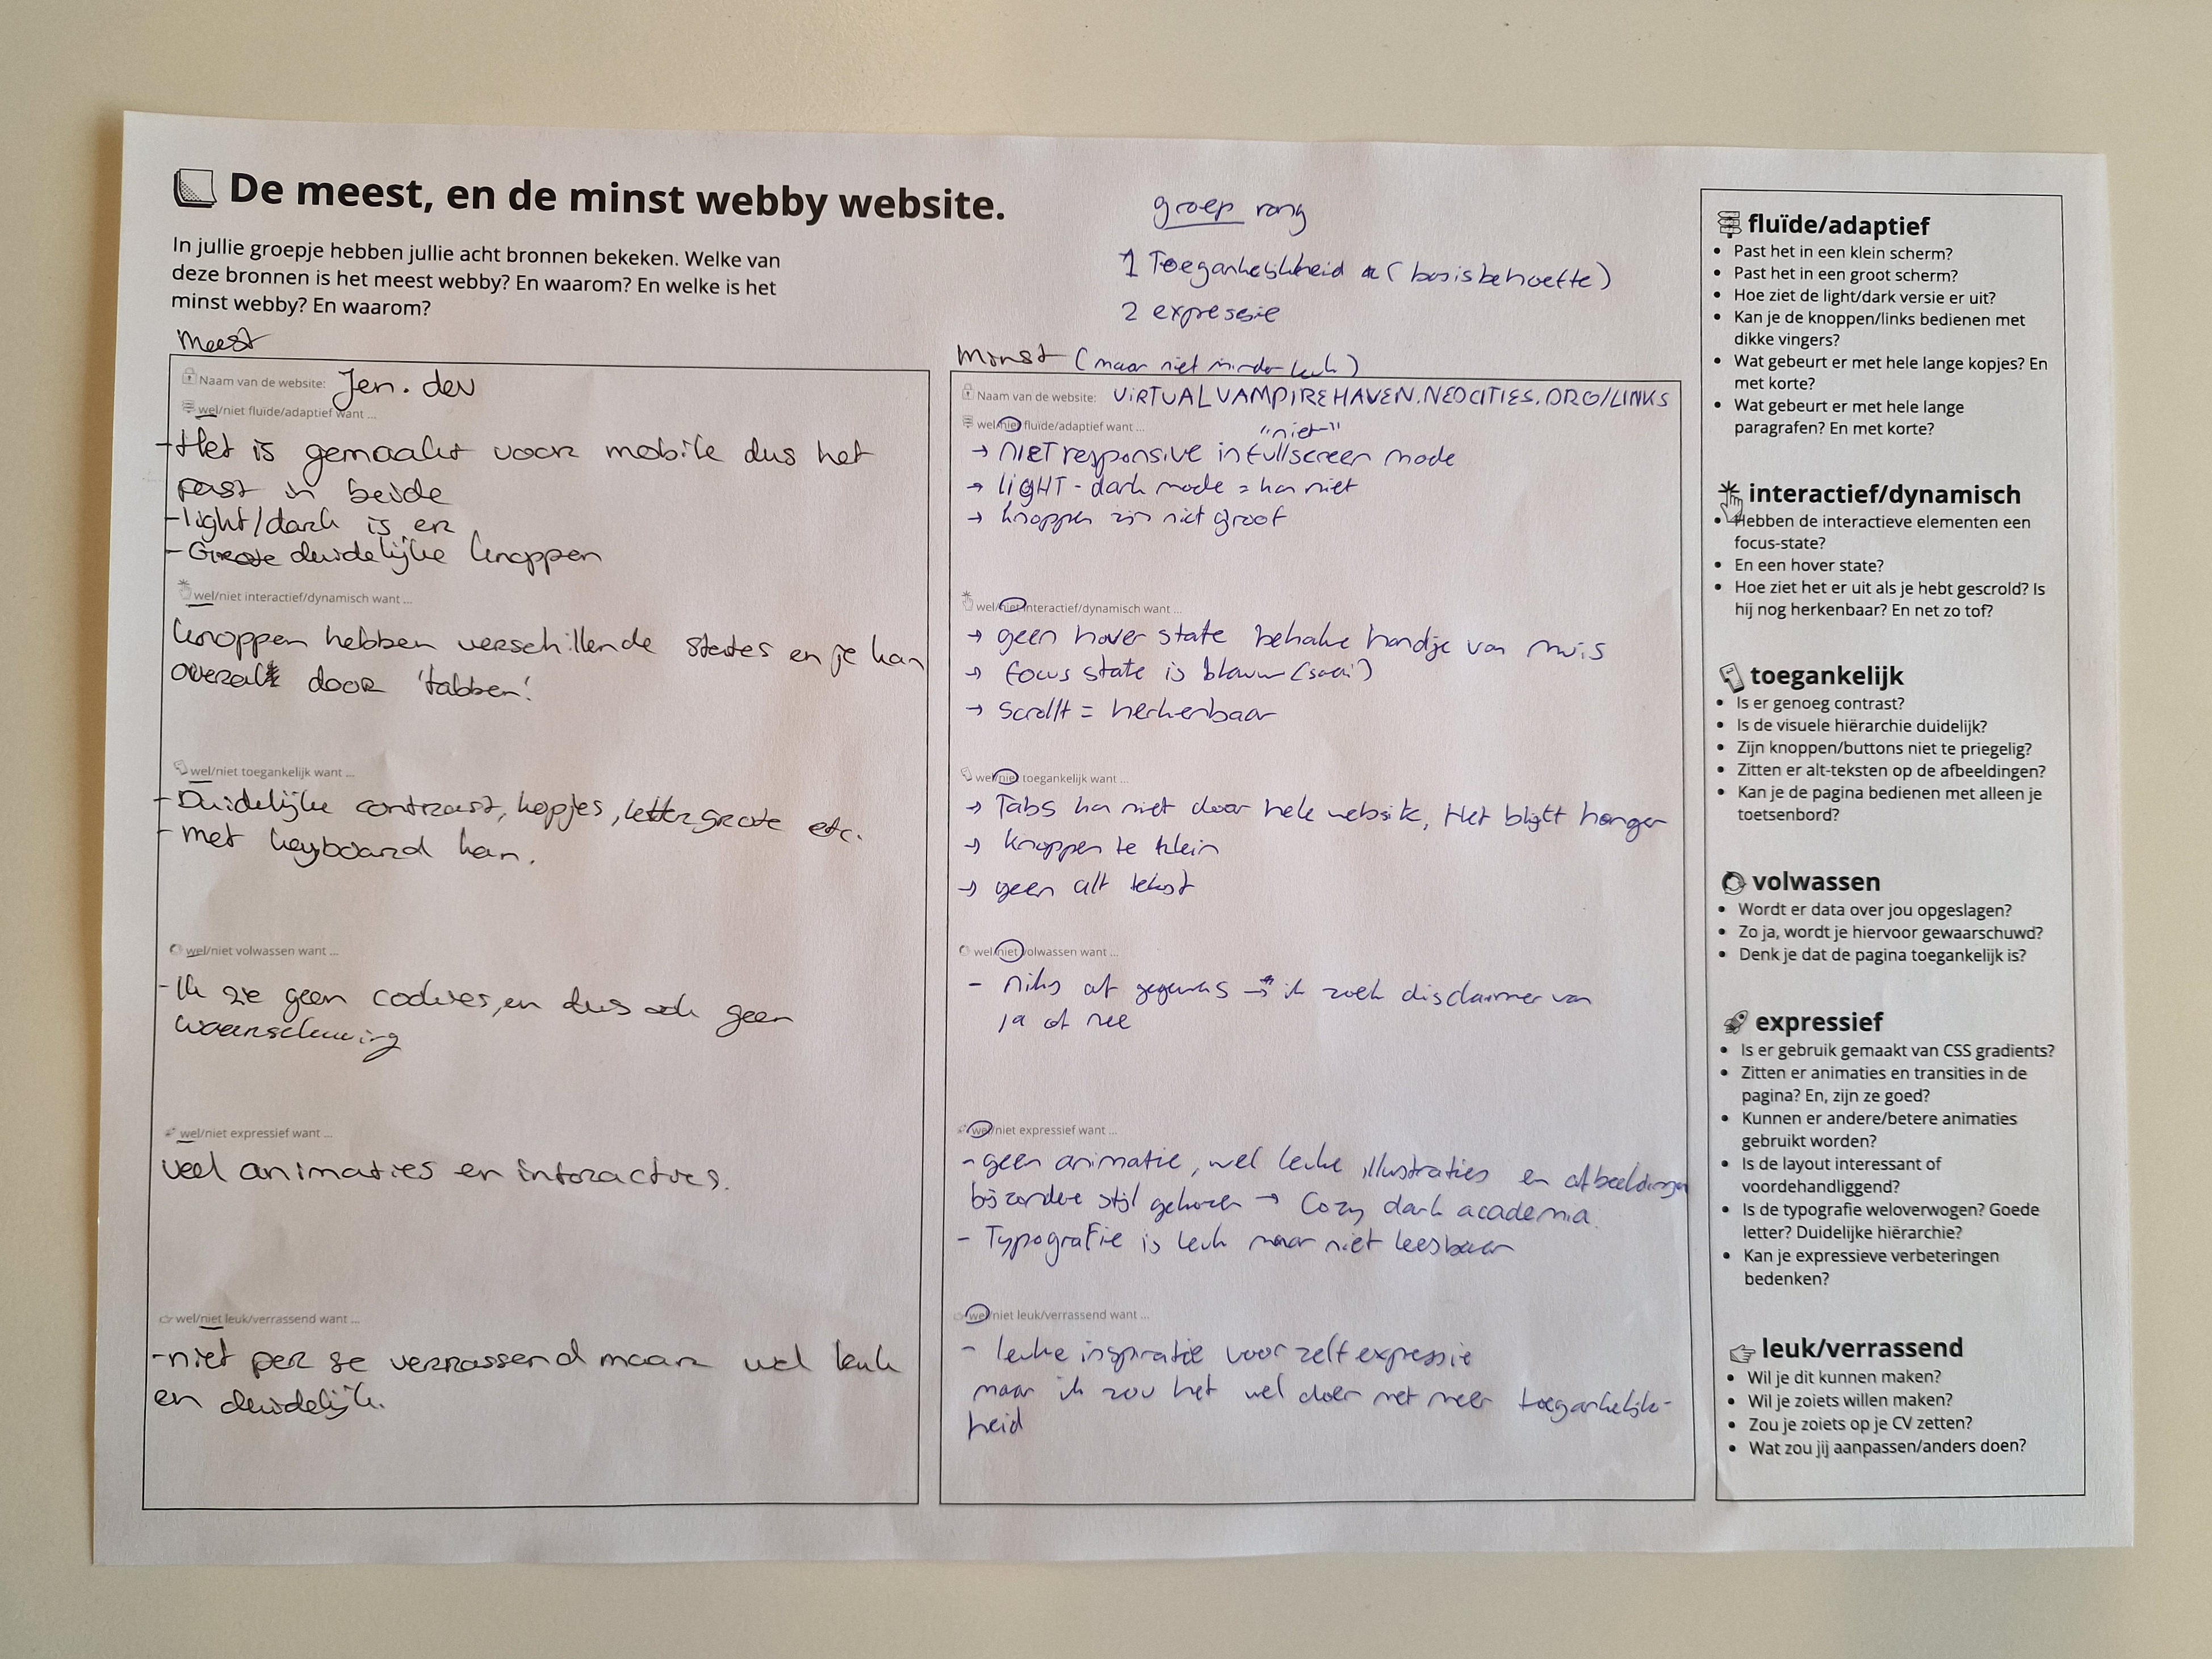 De meest, en de minst webby website.
In jullie groepje hebben jullie acht bronnen bekeken. Welke van
deze bronnen is het meest webby? En waarom? En welke is het
minst webby? En waarom?
groep rang
1 Toegankelijkheid (basisbehoefte)
2 expressie
meest
Naam van de website: Jen.dev
wel/niet fluïde/adaptief want ...
- Het is gemaakt voor mobile dus het
past in beide
- light/dark is er
- Grote duidelijke knoppen
wel/niet interactief/dynamisch want ...
knoppen hebben verschillende states en je kan
overal door 'tabben'.
wel/niet toegankelijk want ...
- Duidelijke contrast, kopjes, lettergrote etc.
- met keyboard kan.
wel/niet volwassen want ...
- Ik zie geen cookies, en dus ook geen
waarschuwing
wel/niet expressief want ...
veel animaties en interacties.
wel/niet leuk/verrassend want ...
- niet per se verrassend maar wel leuk
en duidelijk.
minst (maar niet minder leuk)
Naam van de website: VIRTUALVAMPIREHAVEN.NEOCITIES.ORG/LINKS
wel/niet fluïde/adaptief want ...
"niet"
→ NIET responsive in fullscreen mode
→ LIGHT - dark mode = kan niet
→ knoppen zijn niet groot
wel/niet interactief/dynamisch want ...
→ geen hover state behalve handje van muis
→ focus state is blauw (saai)
→ scrollt = herkenbaar
wel/niet toegankelijk want ...
→ Tabs kan niet door hele website, Het blijft hangen
→ knoppen te klein
→ geen alt tekst
wel/niet volwassen want ...
- niks of gegevens → ik zoek disclaimer van
ja of nee
wel/niet expressief want ...
- geen animatie, wel leuke illustraties en afbeeldingen
bijzondere stijl gekozen → Cozy dark academia.
- Typografie is leuk maar niet leesbaar
wel/niet leuk/verrassend want ...
- leuke inspiratie voor zelfexpressie
maar ik zou het wel doen met meer toegankelijk-
heid
fluïde/adaptief
• Past het in een klein scherm?
• Past het in een groot scherm?
• Hoe ziet de light/dark versie er uit?
• Kan je de knoppen/links bedienen met
dikke vingers?
• Wat gebeurt er met hele lange kopjes? En
met korte?
• Wat gebeurt er met hele lange
paragrafen? En met korte?
interactief/dynamisch
• Hebben de interactieve elementen een
focus-state?
• En een hover state?
• Hoe ziet het er uit als je hebt gescrold? Is
hij nog herkenbaar? En net zo tof?
toegankelijk
• Is er genoeg contrast?
• Is de visuele hiërarchie duidelijk?
• Zijn knoppen/buttons niet te priegelig?
• Zitten er alt-teksten op de afbeeldingen?
• Kan je de pagina bedienen met alleen je
toetsenbord?
volwassen
• Wordt er data over jou opgeslagen?
• Zo ja, wordt je hiervoor gewaarschuwd?
• Denk je dat de pagina toegankelijk is?
expressief
• Is er gebruik gemaakt van CSS gradients?
• Zitten er animaties en transities in de
pagina? En, zijn ze goed?
• Kunnen er andere/betere animaties
gebruikt worden?
• Is de layout interessant of
voordehandliggend?
• Is de typografie weloverwogen? Goede
letter? Duidelijke hiërarchie?
• Kan je expressieve verbeteringen
bedenken?
leuk/verrassend
• Wil je dit kunnen maken?
• Wil je zoiets willen maken?
• Zou je zoiets op je CV zetten?
• Wat zou jij aanpassen/anders doen?